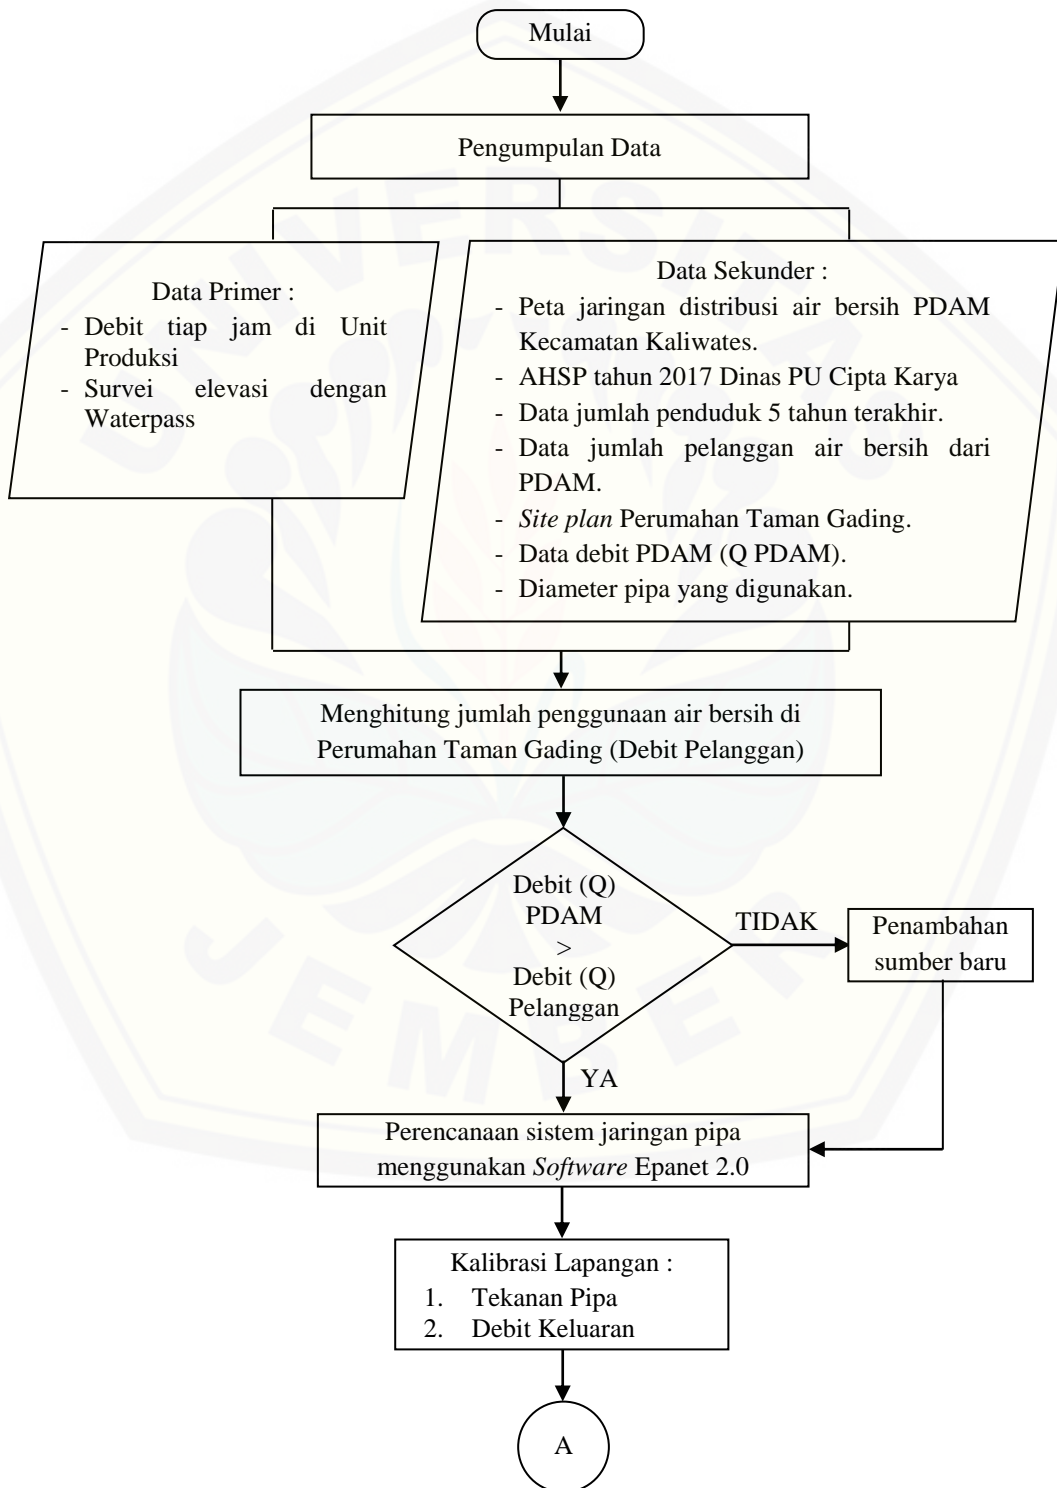 Mulai
Pengumpulan Data
Data Primer :
- Debit tiap jam di Unit
Produksi
- Survei elevasi dengan
Waterpass
Data Sekunder :
- Peta jaringan distribusi air bersih PDAM
Kecamatan Kaliwates.
- AHSP tahun 2017 Dinas PU Cipta Karya
- Data jumlah penduduk 5 tahun terakhir.
- Data jumlah pelanggan air bersih dari
PDAM.
- Site plan Perumahan Taman Gading.
- Data debit PDAM (Q PDAM).
- Diameter pipa yang digunakan.
Menghitung jumlah penggunaan air bersih di
Perumahan Taman Gading (Debit Pelanggan)
Debit (Q)
PDAM
>
Debit (Q)
Pelanggan
TIDAK
Penambahan
sumber baru
YA
Perencanaan sistem jaringan pipa
menggunakan Software Epanet 2.0
Kalibrasi Lapangan :
1. Tekanan Pipa
2. Debit Keluaran
A
UNIVERSITAS
JEMBER